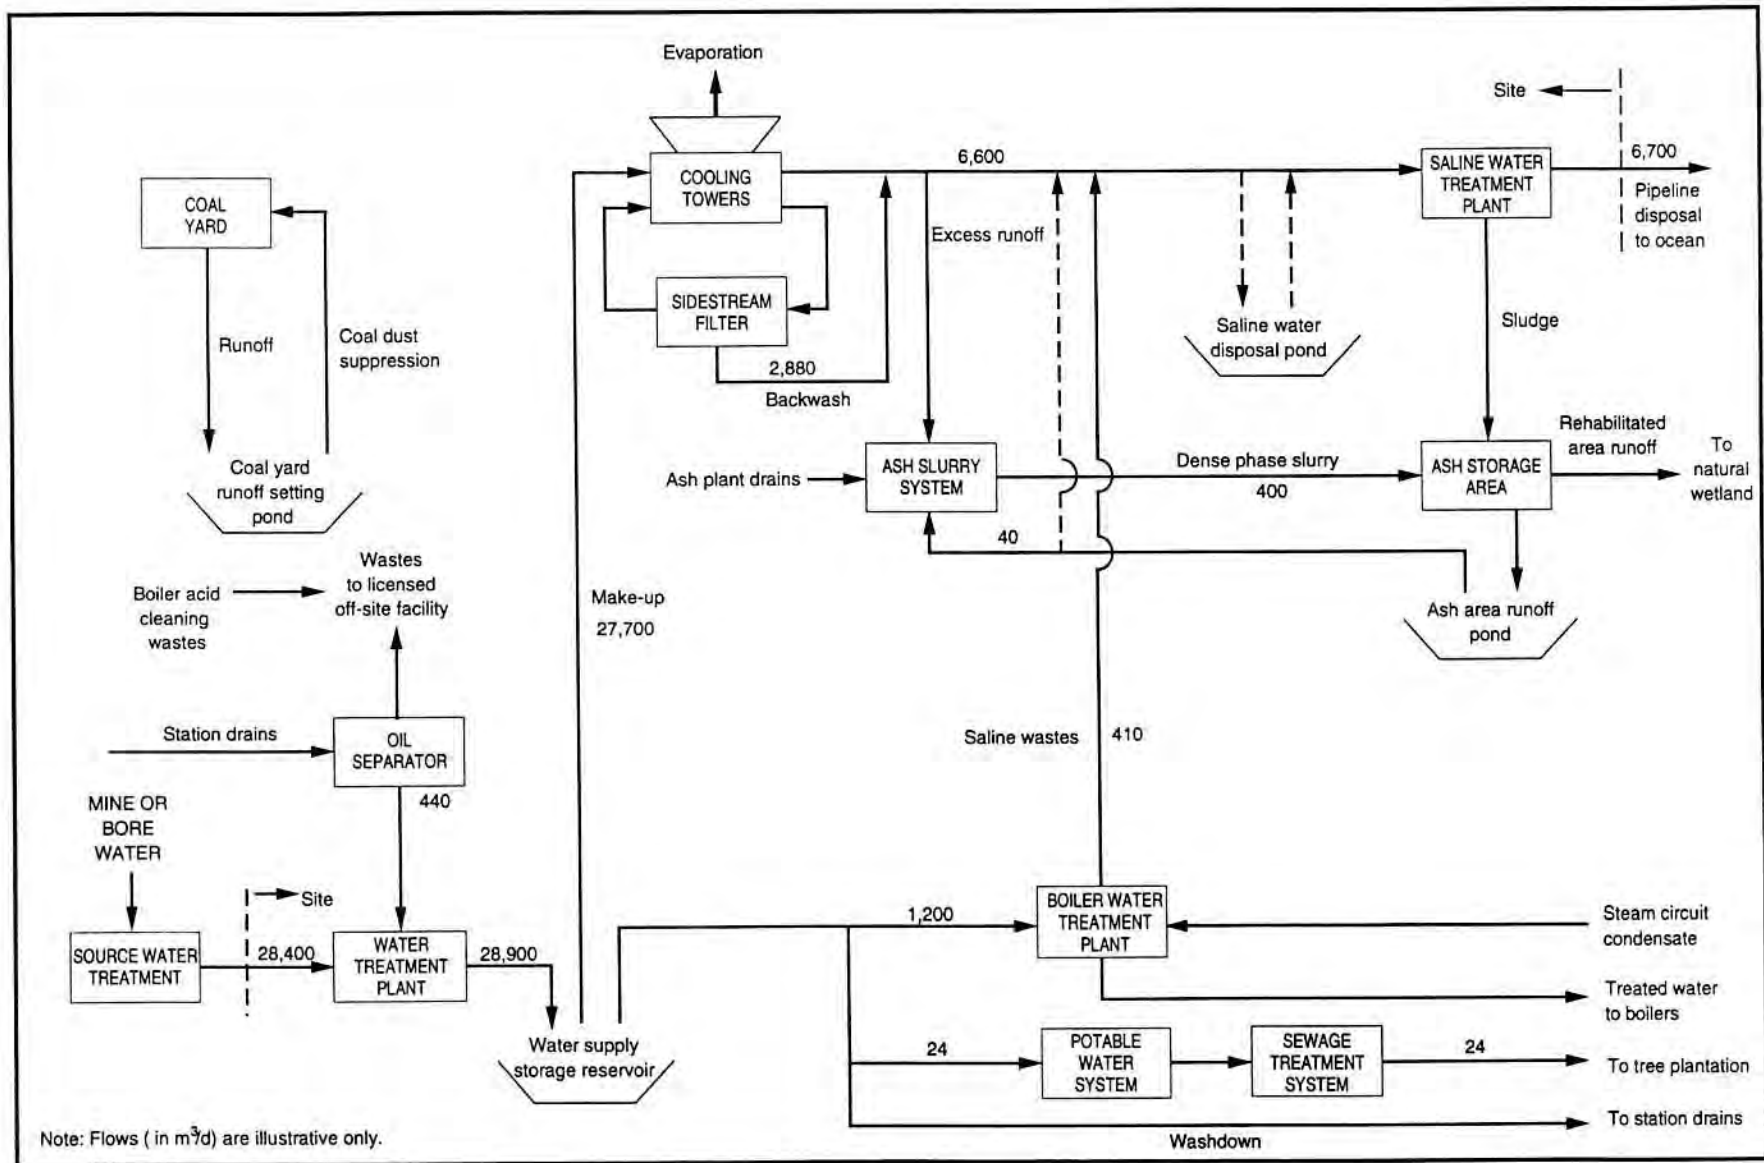 Evaporation
Site
6,600
6,700
COOLING
TOWERS
SALINE WATER
TREATMENT
PLANT
Pipeline
disposal
to ocean
COAL
YARD
Excess runoff
SIDESTREAM
FILTER
Runoff
Coal dust
suppression
Saline water
disposal pond
Sludge
2,880
Backwash
Coal yard
runoff setting
pond
Ash plant drains
ASH SLURRY
SYSTEM
Dense phase slurry
400
ASH STORAGE
AREA
Rehabilitated
area runoff
To
natural
wetland
40
Wastes
to licensed
off-site facility
Boiler acid
cleaning
wastes
Make-up
27,700
Ash area runoff
pond
Station drains
OIL
SEPARATOR
440
Saline wastes
410
MINE OR
BORE
WATER
Site
SOURCE WATER
TREATMENT
28,400
WATER
TREATMENT
PLANT
28,900
1,200
BOILER WATER
TREATMENT
PLANT
Steam circuit
condensate
Treated water
to boilers
Water supply
storage reservoir
24
POTABLE
WATER
SYSTEM
SEWAGE
TREATMENT
SYSTEM
24
To tree plantation
To station drains
Washdown
Note: Flows ( in m³/d) are illustrative only.